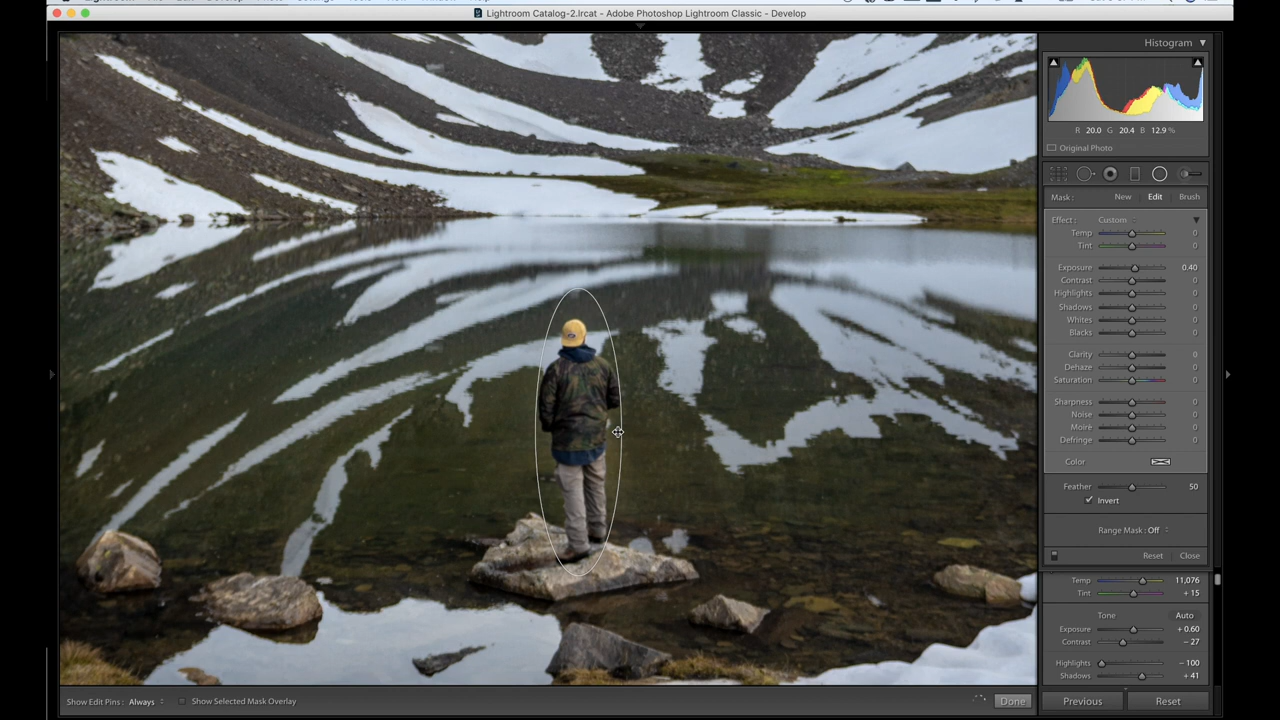 Lightroom Catalog-2.lrcat - Adobe Photoshop Lightroom Classic - Develop
Histogram
R 20.0 G 20.4 B 12.9 %
Original Photo
Mask : New Edit Brush
Effect : Custom
Temp 0
Tint 0
Exposure 0.40
Contrast 0
Highlights 0
Shadows 0
Whites 0
Blacks 0
Clarity 0
Dehaze 0
Saturation 0
Sharpness 0
Noise 0
Moiré 0
Defringe 0
Color
Feather 50
Invert
Range Mask : Off
Reset Close
Temp 11,076
Tint + 15
Tone Auto
Exposure + 0.60
Contrast - 27
Highlights - 100
Shadows + 41
Show Edit Pins : Always Show Selected Mask Overlay Done
Previous Reset